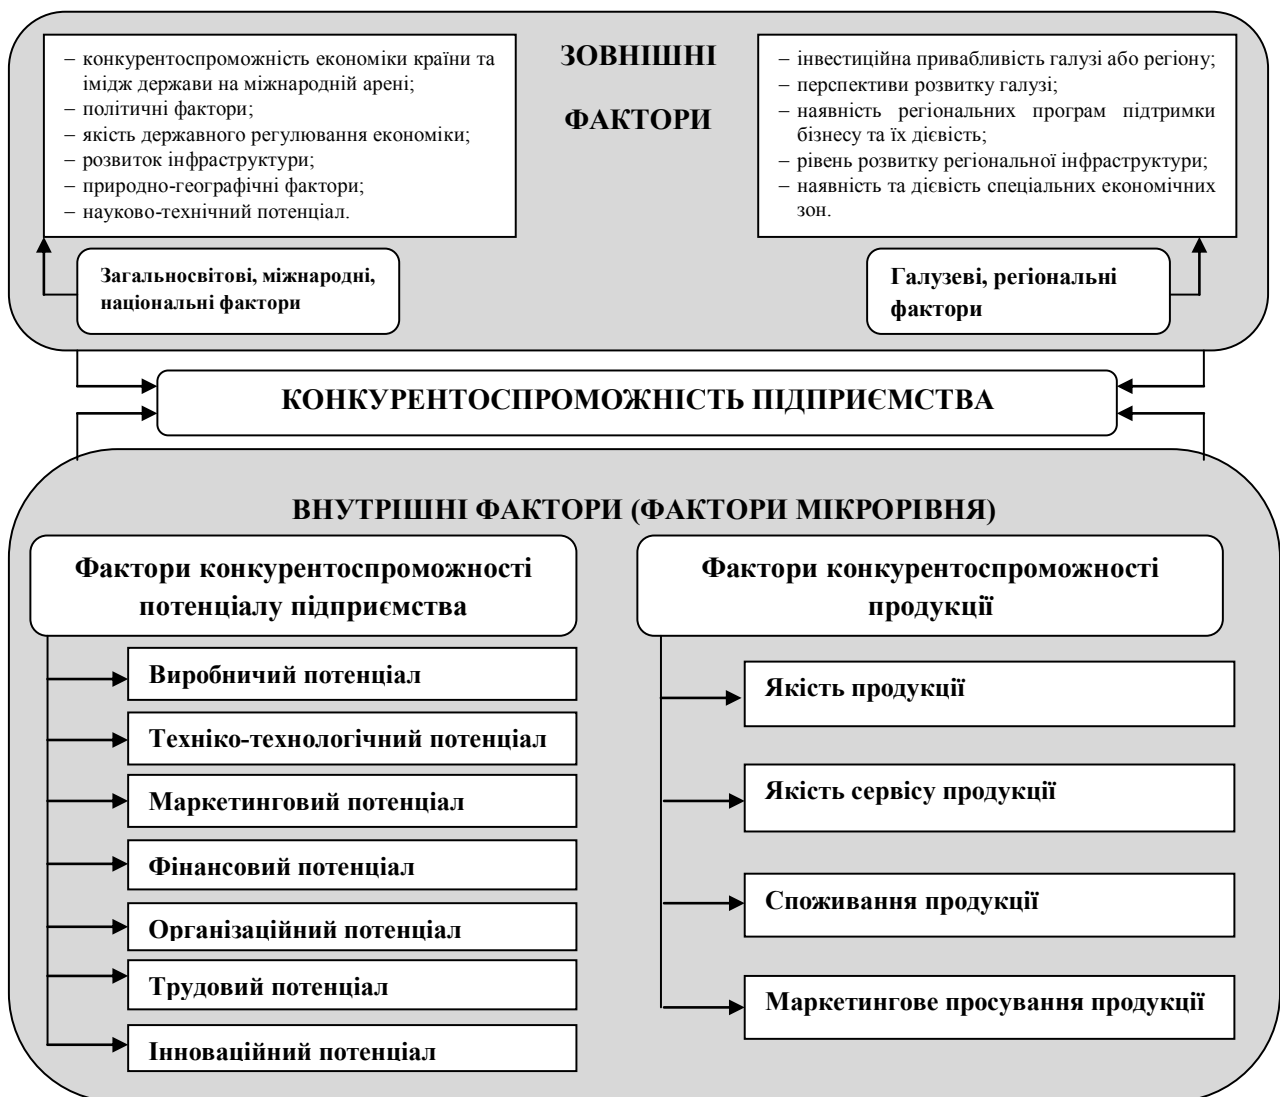 ЗОВНІШНІ
ФАКТОРИ
– конкурентоспроможність економіки країни та
імідж держави на міжнародній арені;
– політичні фактори;
– якість державного регулювання економіки;
– розвиток інфраструктури;
– природно-географічні фактори;
– науково-технічний потенціал.
– інвестиційна привабливість галузі або регіону;
– перспективи розвитку галузі;
– наявність регіональних програм підтримки
бізнесу та їх дієвість;
– рівень розвитку регіональної інфраструктури;
– наявність та дієвість спеціальних економічних
зон.
Загальносвітові, міжнародні,
національні фактори
Галузеві, регіональні
фактори
КОНКУРЕНТОСПРОМОЖНІСТЬ ПІДПРИЄМСТВА
ВНУТРІШНІ ФАКТОРИ (ФАКТОРИ МІКРОРІВНЯ)
Фактори конкурентоспроможності
потенціалу підприємства
Виробничий потенціал
Техніко-технологічний потенціал
Маркетинговий потенціал
Фінансовий потенціал
Організаційний потенціал
Трудовий потенціал
Інноваційний потенціал
Фактори конкурентоспроможності
продукції
Якість продукції
Якість сервісу продукції
Споживання продукції
Маркетингове просування продукції